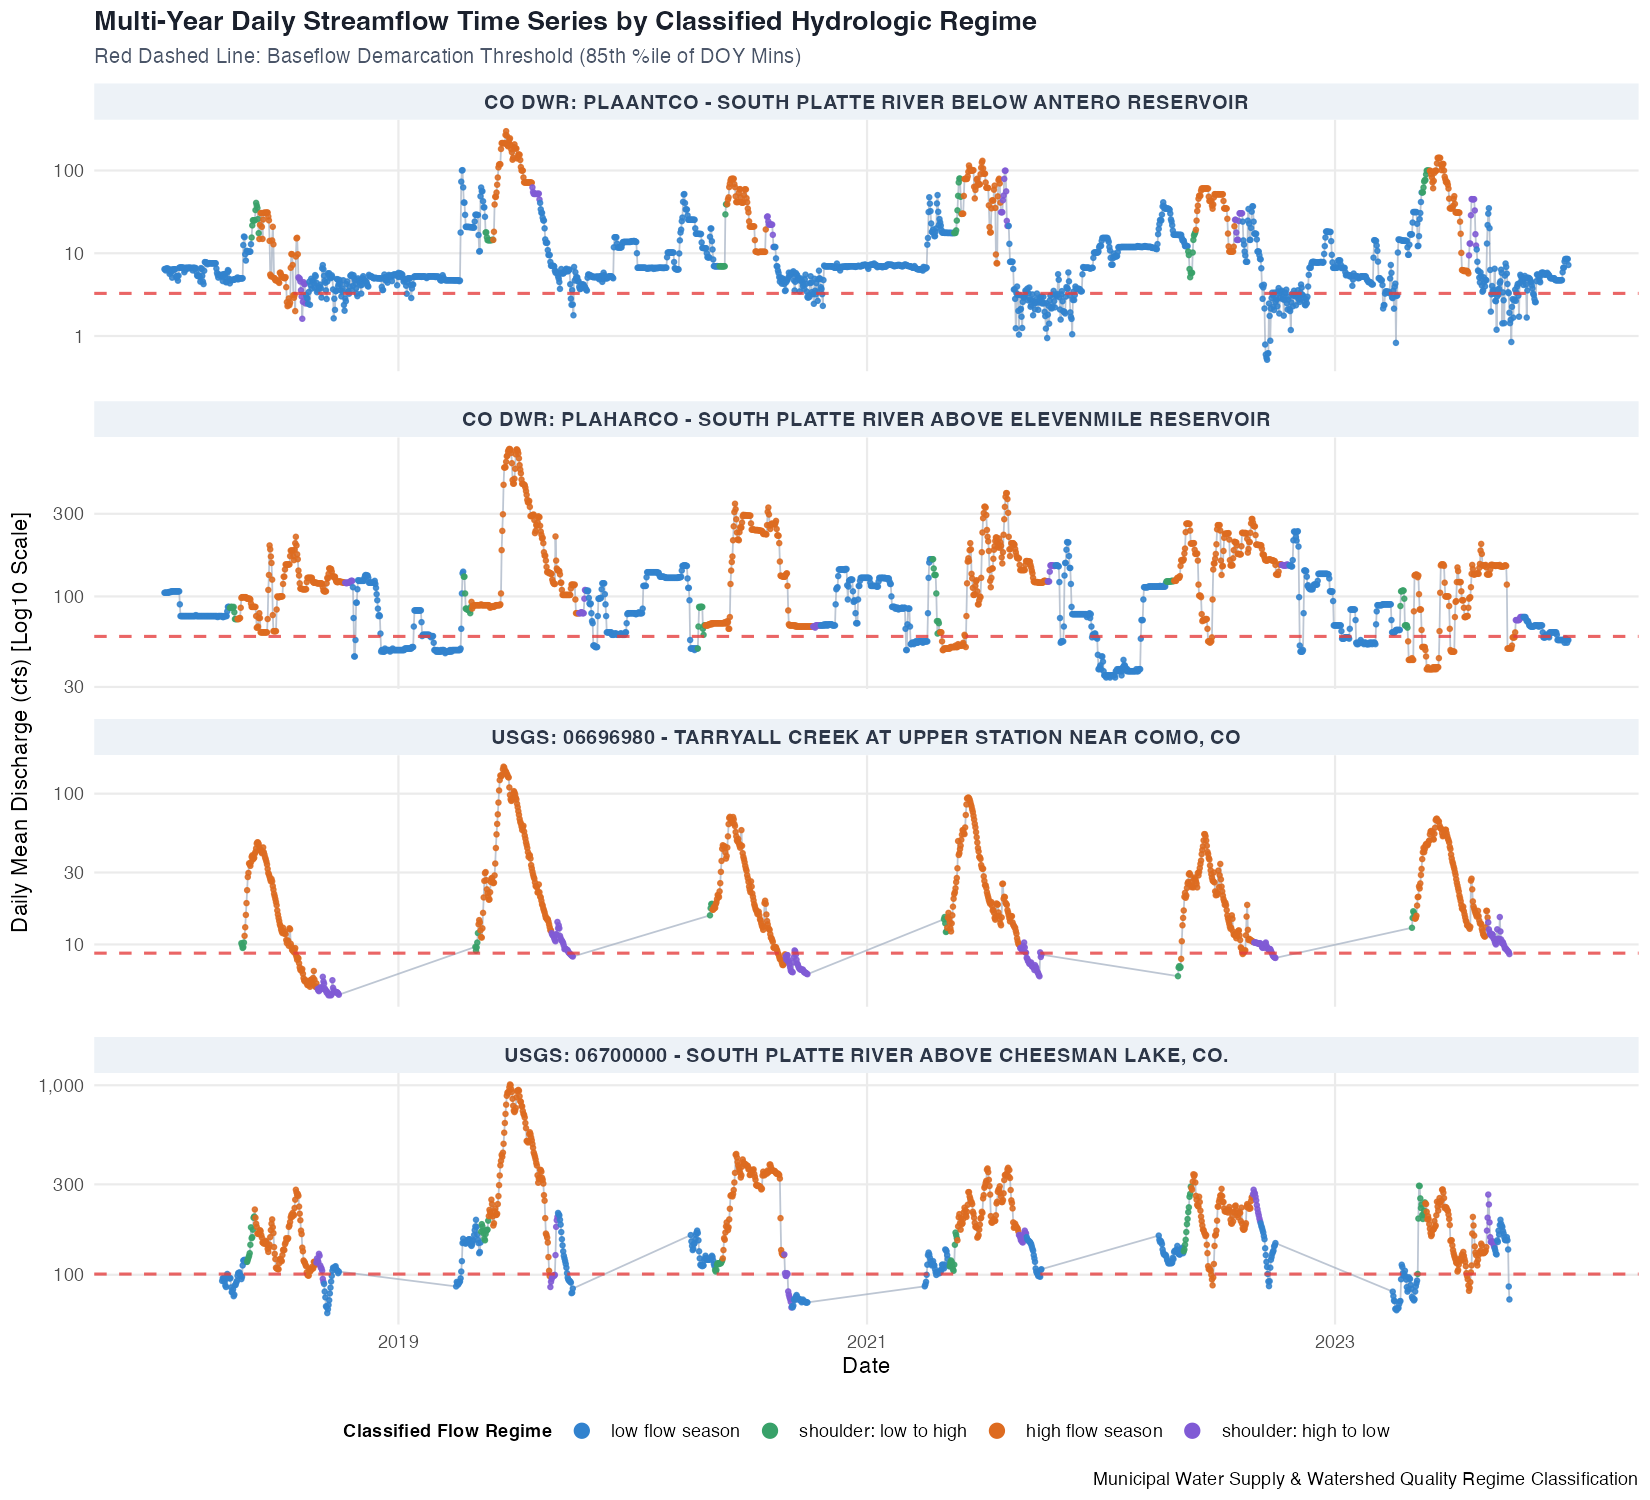 Multi-Year Daily Streamflow Time Series by Classified Hydrologic Regime
Red Dashed Line: Baseflow Demarcation Threshold (85th %ile of DOY Mins)
CO DWR: PLAANTCO - SOUTH PLATTE RIVER BELOW ANTERO RESERVOIR
100
10
1
CO DWR: PLAHARCO - SOUTH PLATTE RIVER ABOVE ELEVENMILE RESERVOIR
300
100
30
Daily Mean Discharge (cfs) [Log10 Scale]
USGS: 06696980 - TARRYALL CREEK AT UPPER STATION NEAR COMO, CO
100
30
10
USGS: 06700000 - SOUTH PLATTE RIVER ABOVE CHEESMAN LAKE, CO.
1,000
300
100
2019 2021 2023
Date
Classified Flow Regime low flow season shoulder: low to high high flow season shoulder: high to low
Municipal Water Supply & Watershed Quality Regime Classification